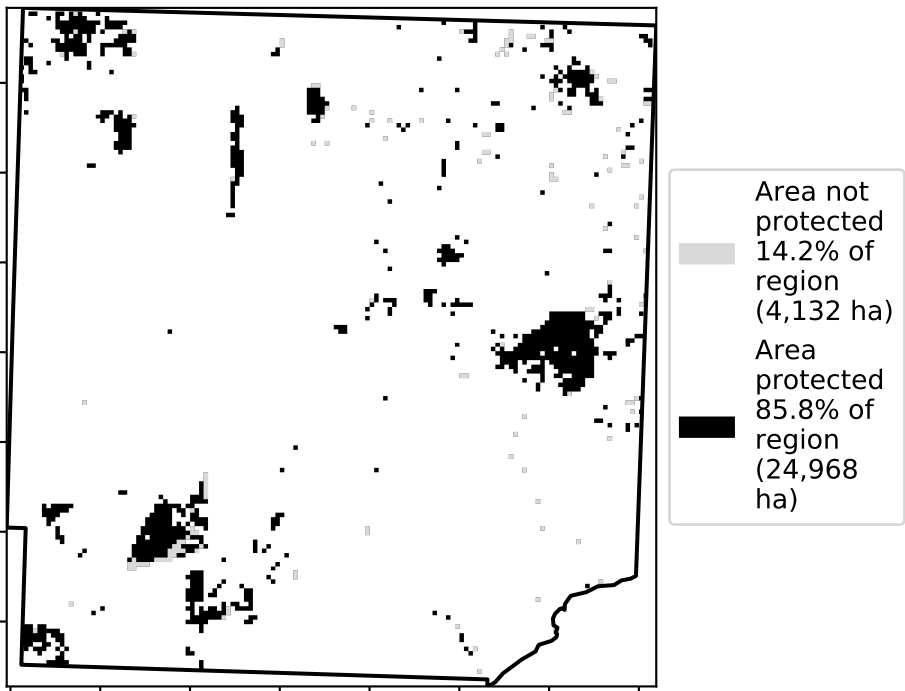 Area not
protected
14.2% of
region
(4,132 ha)
Area
protected
85.8% of
region
(24,968
ha)